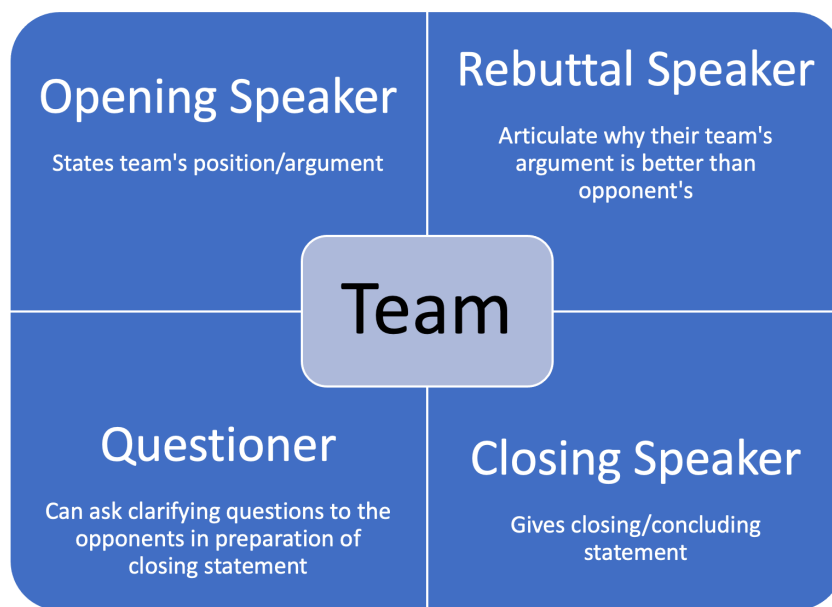 Opening Speaker
States team's position/argument
Rebuttal Speaker
Articulate why their team's
argument is better than
opponent's
Team
Questioner
Can ask clarifying questions to the
opponents in preparation of
closing statement
Closing Speaker
Gives closing/concluding
statement